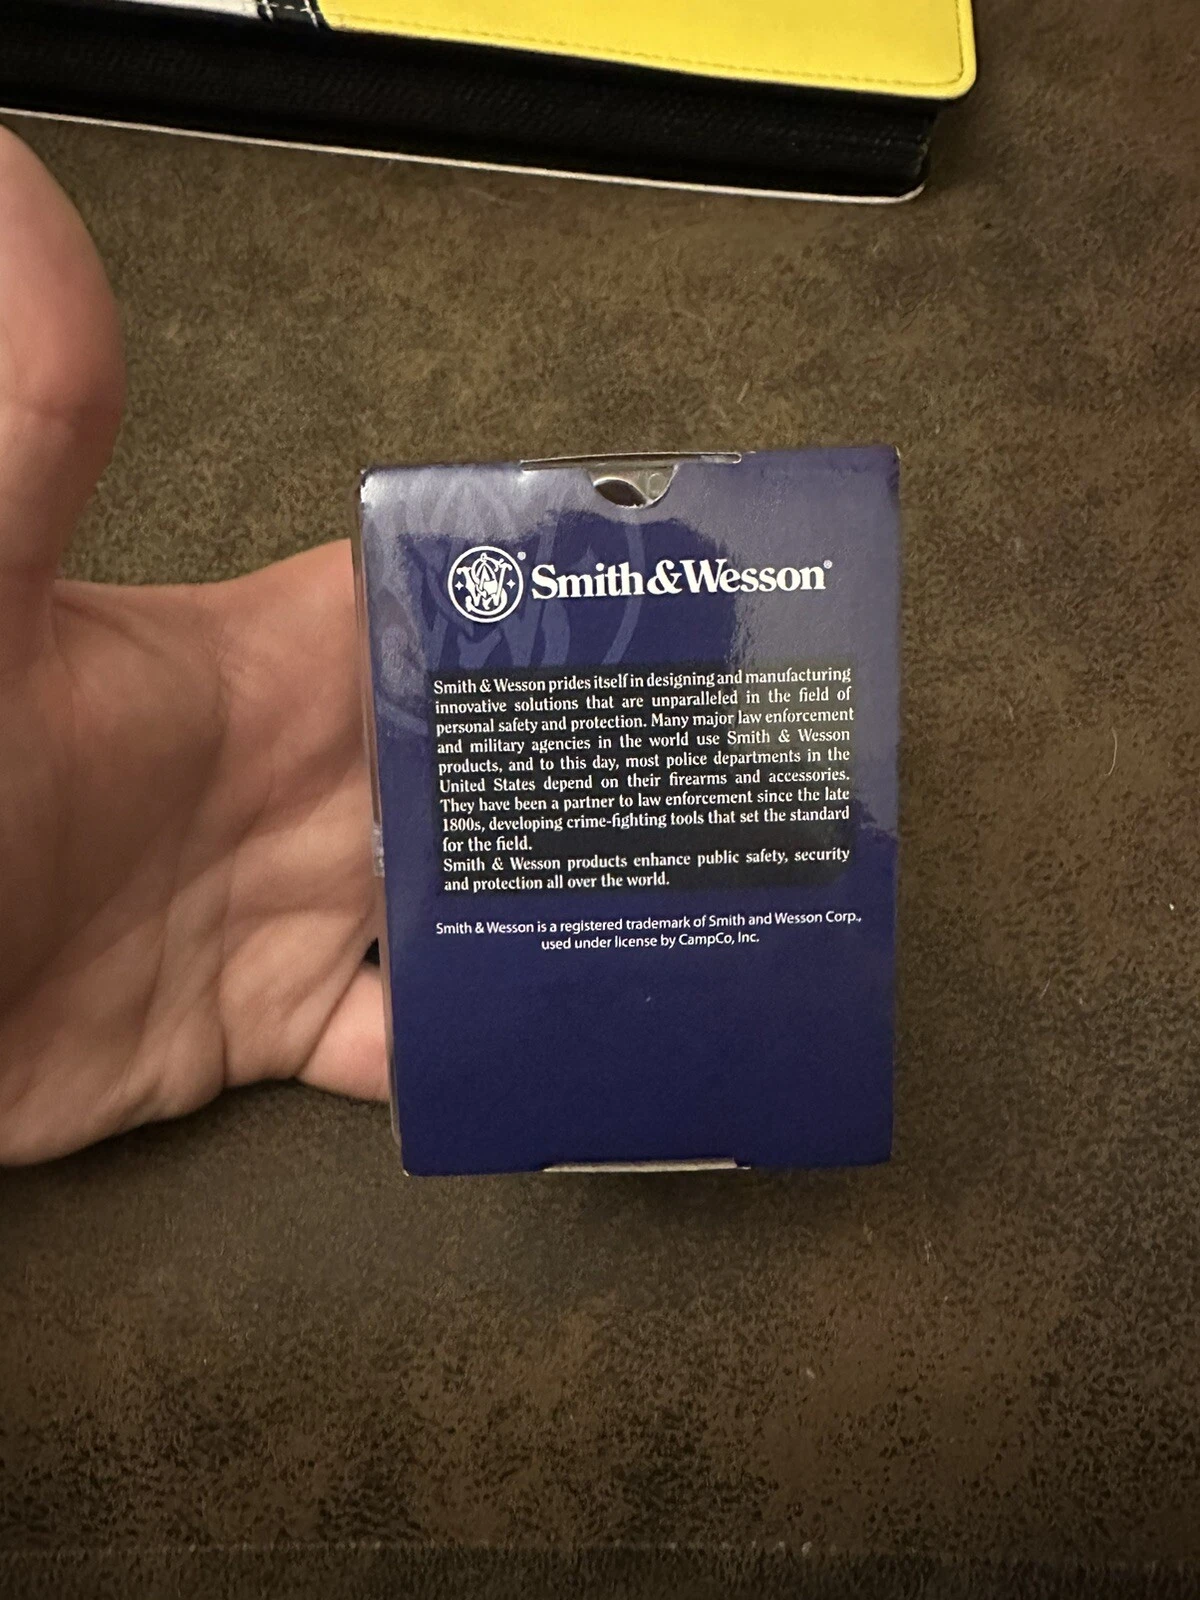 Smith & Wesson®
Smith & Wesson prides itself in designing and manufacturing
innovative solutions that are unparalleled in the field of
personal safety and protection. Many major law enforcement
and military agencies in the world use Smith & Wesson
products, and to this day, most police departments in the
United States depend on their firearms and accessories.
They have been a partner to law enforcement since the late
1800s, developing crime-fighting tools that set the standard
for the field.
Smith & Wesson products enhance public safety, security
and protection all over the world.
Smith & Wesson is a registered trademark of Smith and Wesson Corp.,
used under license by CampCo, Inc.